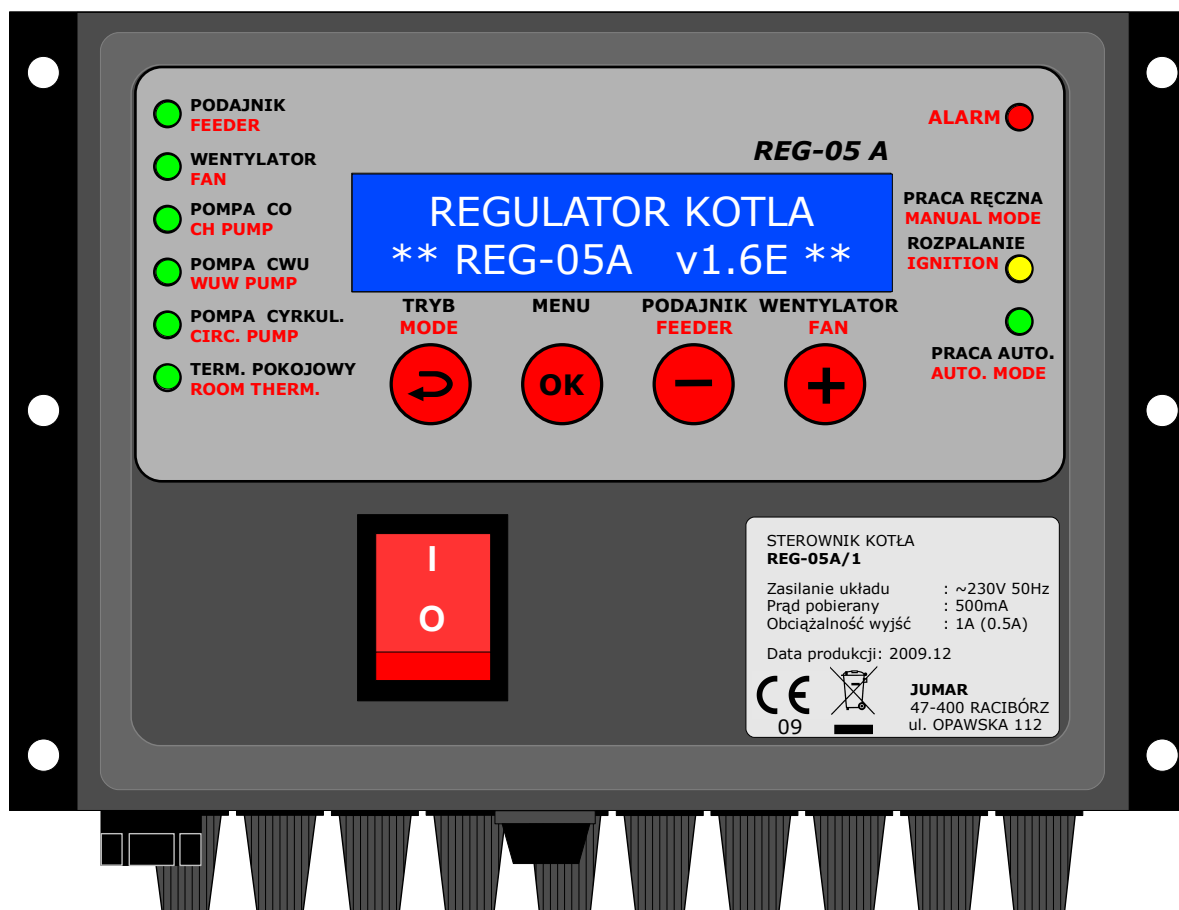 PODAJNIK
FEEDER
WENTYLATOR
FAN
POMPA CO
CH PUMP
POMPA CWU
WUW PUMP
POMPA CYRKUL.
CIRC. PUMP
TERM. POKOJOWY
ROOM THERM.
ALARM
REG-05 A
REGULATOR KOTLA
** REG-05A v1.6E **
PRACA RĘCZNA
MANUAL MODE
ROZPALANIE
IGNITION
PRACA AUTO.
AUTO. MODE
TRYB
MODE
MENU
PODAJNIK
FEEDER
WENTYLATOR
FAN
OK
−
+
I
O
STEROWNIK KOTŁA
REG-05A/1
Zasilanie układu : ~230V 50Hz
Prąd pobierany : 500mA
Obciążalność wyjść : 1A (0.5A)
Data produkcji: 2009.12
CE
09
JUMAR
47-400 RACIBÓRZ
ul. OPAWSKA 112